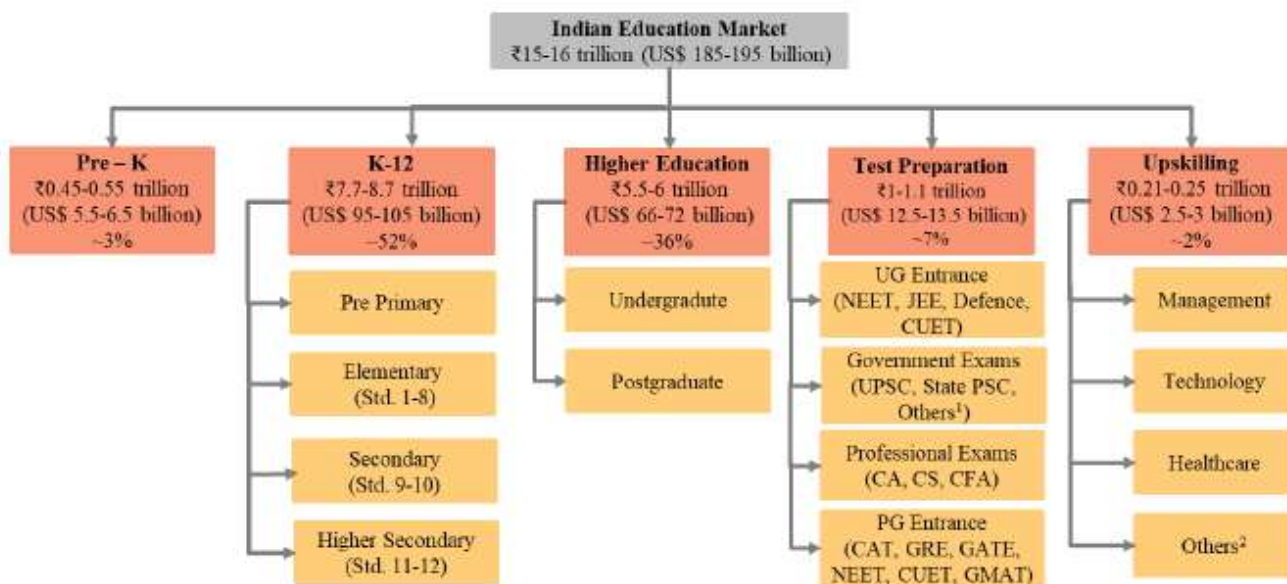 Indian Education Market
₹15-16 trillion (US$ 185-195 billion)
Pre – K
₹0.45-0.55 trillion
(US$ 5.5-6.5 billion)
~3%
K-12
₹7.7-8.7 trillion
(US$ 95-105 billion)
~52%
Pre Primary
Elementary
(Std. 1-8)
Secondary
(Std. 9-10)
Higher Secondary
(Std. 11-12)
Higher Education
₹5.5-6 trillion
(US$ 66-72 billion)
~36%
Undergradute
Postgraduate
Test Preparation
₹1-1.1 trillion
(US$ 12.5-13.5 billion)
~7%
UG Entrance
(NEET, JEE, Defence,
CUET)
Government Exams
(UPSC, State PSC,
Others¹)
Professional Exams
(CA, CS, CFA)
PG Entrance
(CAT, GRE, GATE,
NEET, CUET, GMAT)
Upskilling
₹0.21-0.25 trillion
(US$ 2.5-3 billion)
~2%
Management
Technology
Healthcare
Others²